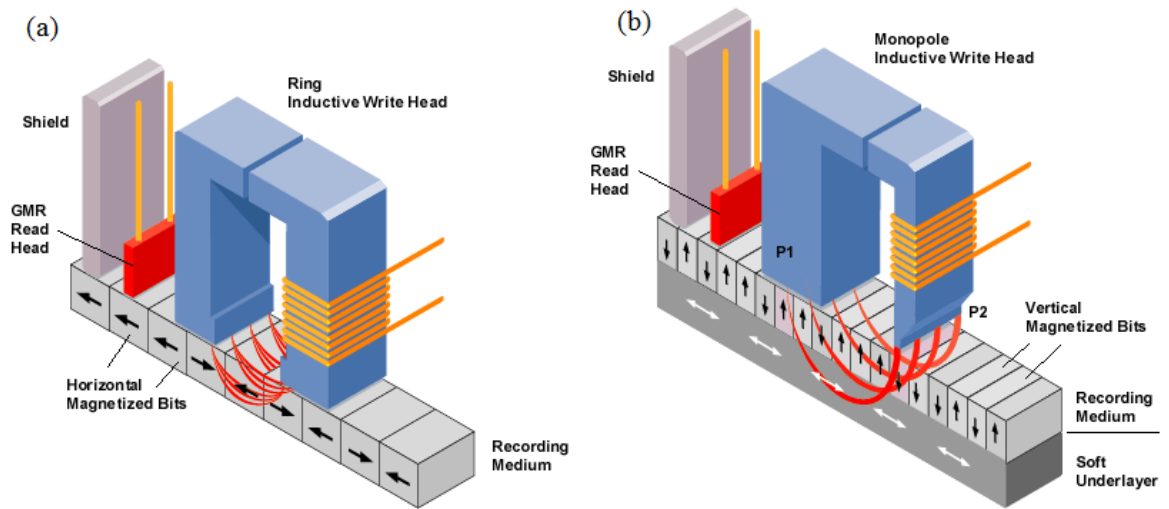 (a)
Ring
Inductive Write Head
Shield
GMR
Read
Head
Horizontal
Magnetized Bits
Recording
Medium
(b)
Monopole
Inductive Write Head
Shield
GMR
Read
Head
P1
P2
Vertical
Magnetized Bits
Recording
Medium
Soft
Underlayer